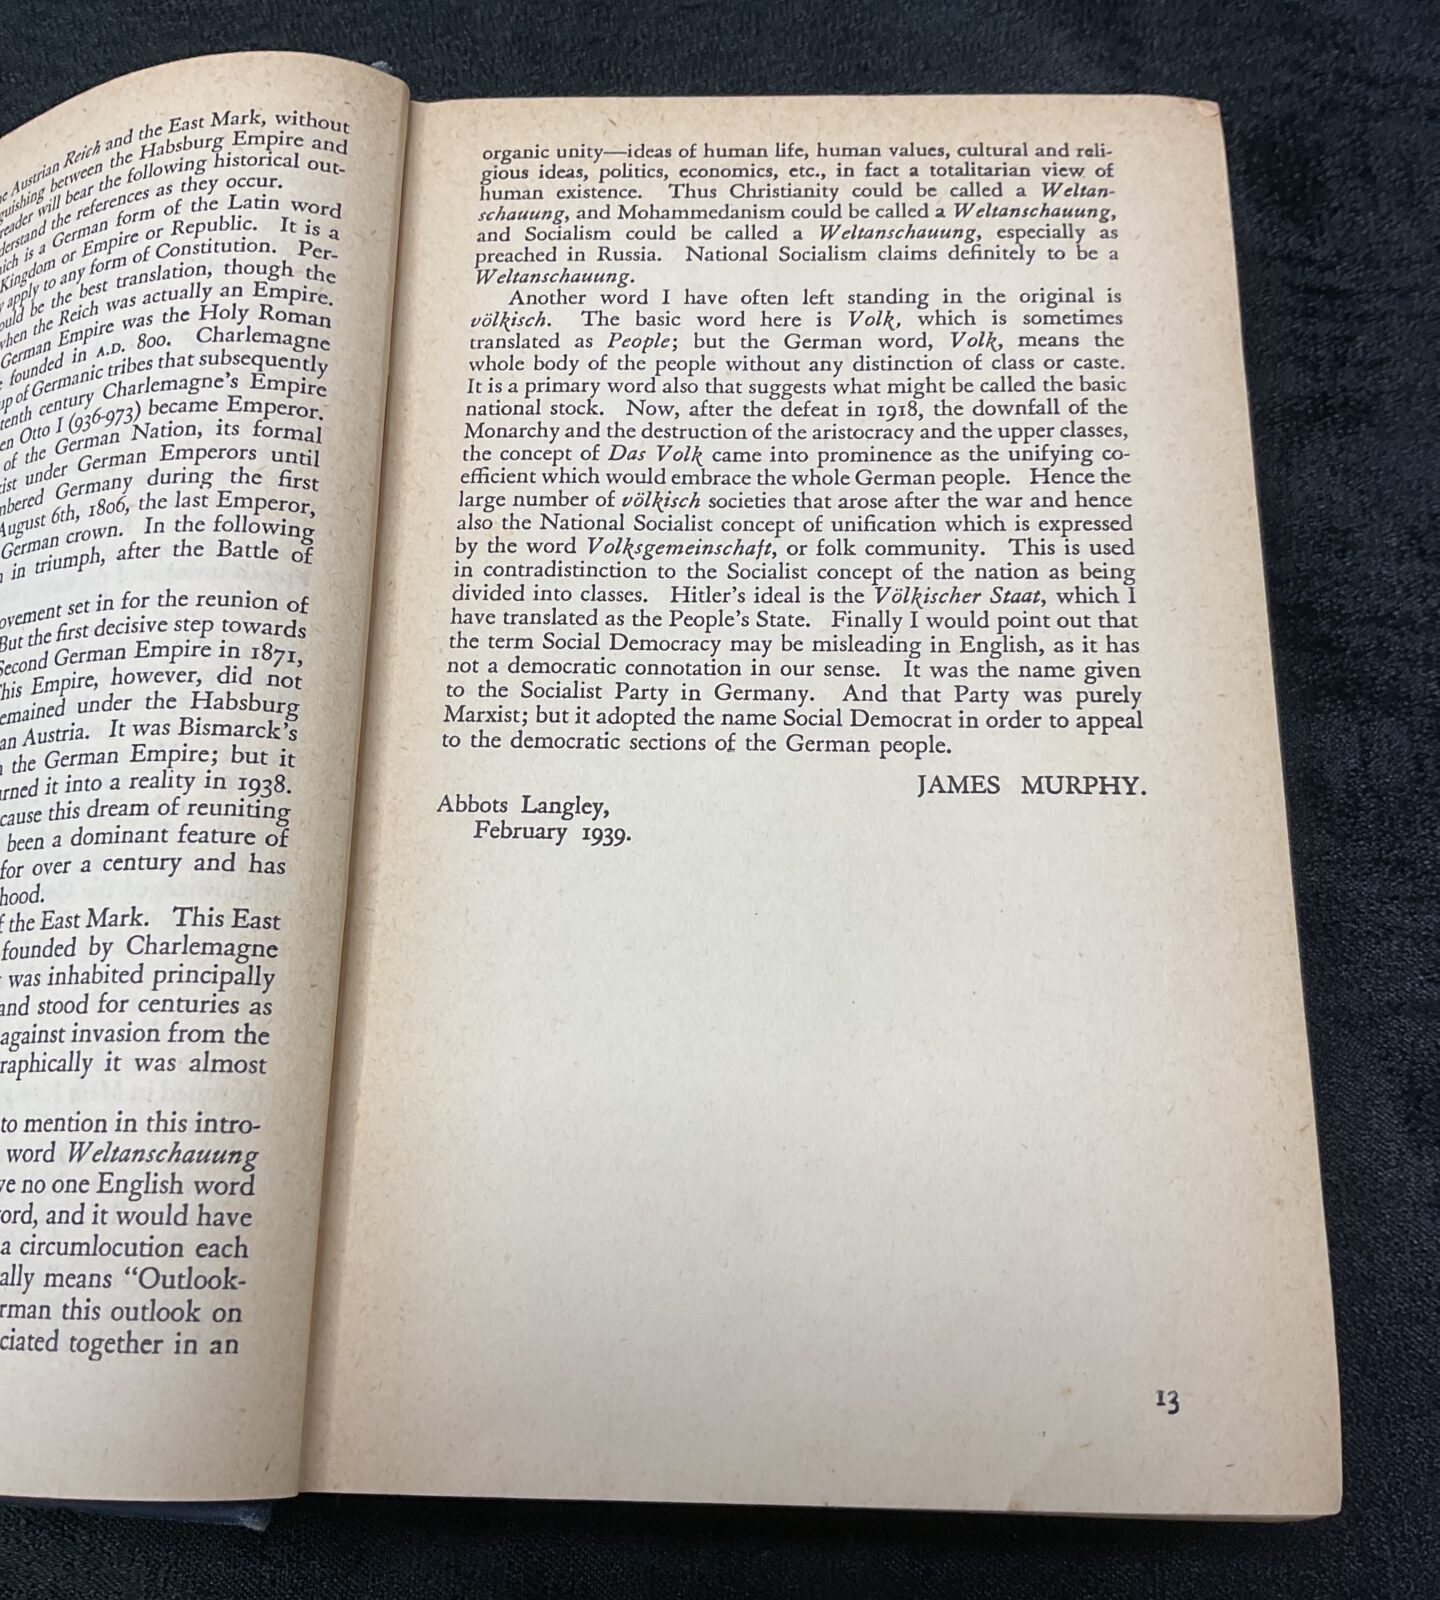 Austrian Reich and the East Mark, without
between the Habsburg Empire and
reader will bear the following historical out-
the references as they occur.
is a German form of the Latin word
Kingdom or Empire or Republic. It is a
apply to any form of Constitution. Per-
be the best translation, though the
when the Reich was actually an Empire.
German Empire was the Holy Roman
founded in A.D. 800. Charlemagne
of Germanic tribes that subsequently
tenth century Charlemagne's Empire
Otto I (936-973) became Emperor.
of the German Nation, its formal
under German Emperors until
Germany during the first
August 6th, 1806, the last Emperor,
German crown. In the following
in triumph, after the Battle of
set in for the reunion of
But the first decisive step towards
Second German Empire in 1871,
This Empire, however, did not
remained under the Habsburg
Austria. It was Bismarck's
the German Empire; but it
it into a reality in 1938.
this dream of reuniting
been a dominant feature of
for over a century and has
hood.
the East Mark. This East
founded by Charlemagne
was inhabited principally
and stood for centuries as
against invasion from the
it was almost
to mention in this intro-
word Weltanschauung
no one English word
and it would have
a circumlocution each
means "Outlook-
this outlook on
together in an
organic unity—ideas of human life, human values, cultural and reli-
gious ideas, politics, economics, etc., in fact a totalitarian view of
human existence. Thus Christianity could be called a Weltan-
schauung, and Mohammedanism could be called a Weltanschauung,
and Socialism could be called a Weltanschauung, especially as
preached in Russia. National Socialism claims definitely to be a
Weltanschauung.
Another word I have often left standing in the original is
völkisch. The basic word here is Volk, which is sometimes
translated as People; but the German word, Volk, means the
whole body of the people without any distinction of class or caste.
It is a primary word also that suggests what might be called the basic
national stock. Now, after the defeat in 1918, the downfall of the
Monarchy and the destruction of the aristocracy and the upper classes,
the concept of Das Volk came into prominence as the unifying co-
efficient which would embrace the whole German people. Hence the
large number of völkisch societies that arose after the war and hence
also the National Socialist concept of unification which is expressed
by the word Volksgemeinschaft, or folk community. This is used
in contradistinction to the Socialist concept of the nation as being
divided into classes. Hitler's ideal is the Völkischer Staat, which I
have translated as the People's State. Finally I would point out that
the term Social Democracy may be misleading in English, as it has
not a democratic connotation in our sense. It was the name given
to the Socialist Party in Germany. And that Party was purely
Marxist; but it adopted the name Social Democrat in order to appeal
to the democratic sections of the German people.
JAMES MURPHY.
Abbots Langley,
February 1939.
13